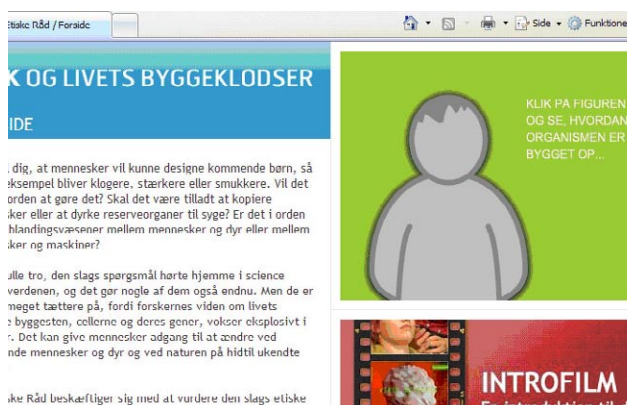 Etiske Råd / Forside
Side
Funktione
K OG LIVETS BYGGEKLODSER
IDE
dig, at mennesker vil kunne designe kommende børn, så
eksempel bliver klogere, stærkere eller smukkere. Vil det
orden at gøre det? Skal det være tilladt at kopiere
sker eller at dyrke reserveorganer til syge? Er det i orden
blandingsvæsener mellem mennesker og dyr eller mellem
sker og maskiner?
ulle tro, den slags spørgsmål hørte hjemme i science
verdenen, og det gør nogle af dem også endnu. Men de er
meget tættere på, fordi forskernes viden om livets
e byggesten, cellerne og deres gener, vokser eksplosivt i
r. Det kan give mennesker adgang til at ændre ved
nde mennesker og dyr og ved naturen på hidtil ukendte
ske Råd beskæftiger sig med at vurdere den slags etiske
KLIK PÅ FIGUREN
OG SE, HVORDAN
ORGANISMEN ER
BYGGET OP...
INTROFILM
En introduktion til